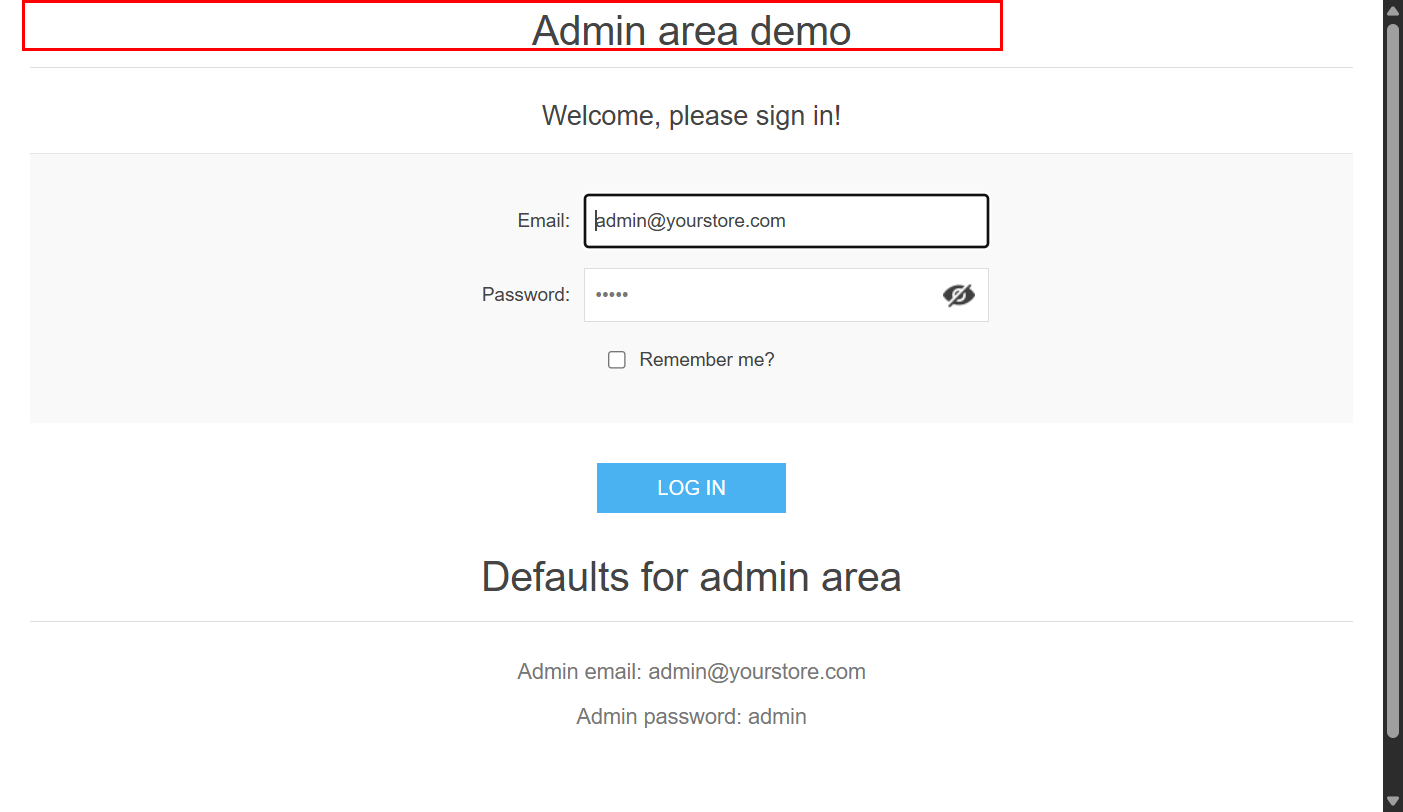 Admin area demo
Welcome, please sign in!
Email: admin@yourstore.com
Password: •••••
Remember me?
LOG IN
Defaults for admin area
Admin email: admin@yourstore.com
Admin password: admin